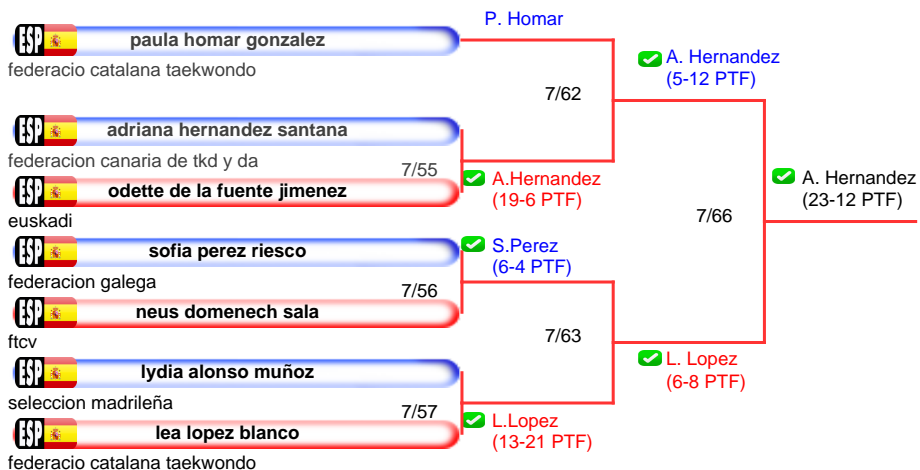 P. Homar
ESP paula homar gonzalez
federacio catalana taekwondo
A. Hernandez
(5-12 PTF)
7/62
ESP adriana hernandez santana
federacion canaria de tkd y da
7/55
ESP odette de la fuente jimenez
euskadi
A.Hernandez
(19-6 PTF)
A. Hernandez
(23-12 PTF)
7/66
ESP sofia perez riesco
federacion galega
S.Perez
(6-4 PTF)
7/56
ESP neus domenech sala
ftcv
7/63
L. Lopez
(6-8 PTF)
ESP lydia alonso muñoz
seleccion madrileña
7/57
ESP lea lopez blanco
federacio catalana taekwondo
L.Lopez
(13-21 PTF)